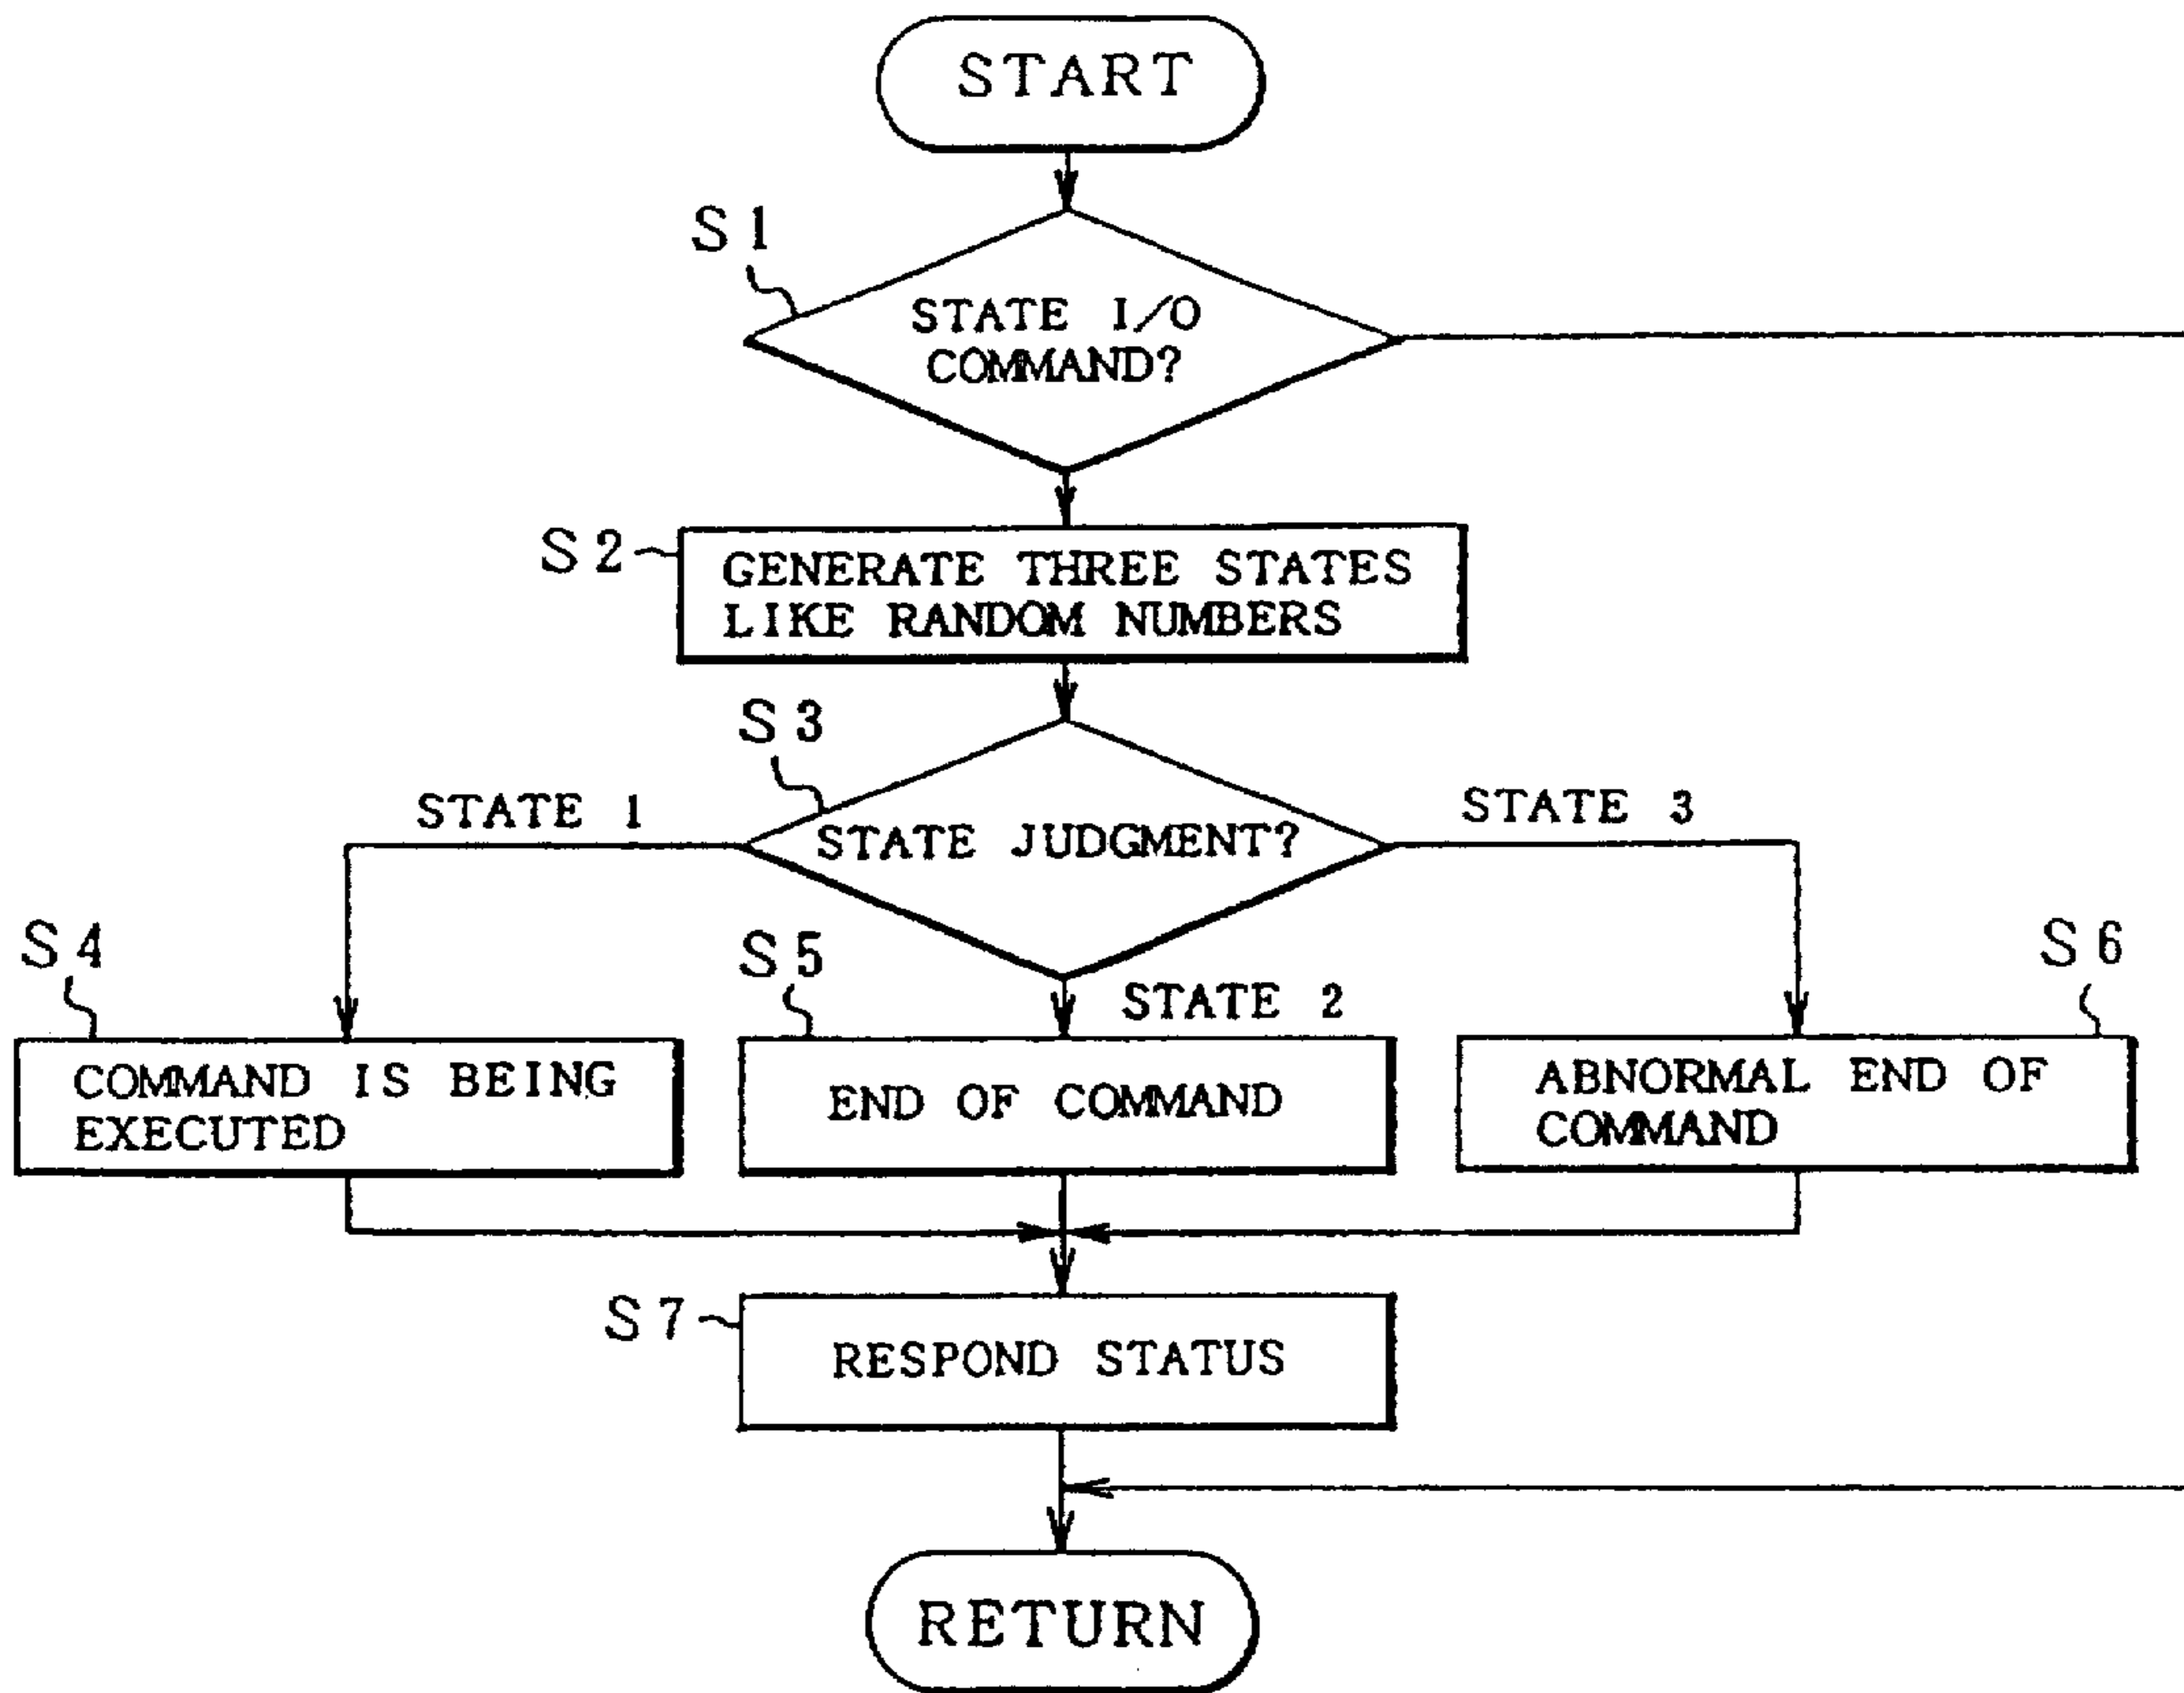 START
S1
STATE I/O
COMMAND?
S2
GENERATE THREE STATES
LIKE RANDOM NUMBERS
S3
STATE 1
STATE JUDGMENT?
STATE 3
S4
S5
STATE 2
S6
COMMAND IS BEING
EXECUTED
END OF COMMAND
ABNORMAL END OF
COMMAND
S7
RESPOND STATUS
RETURN